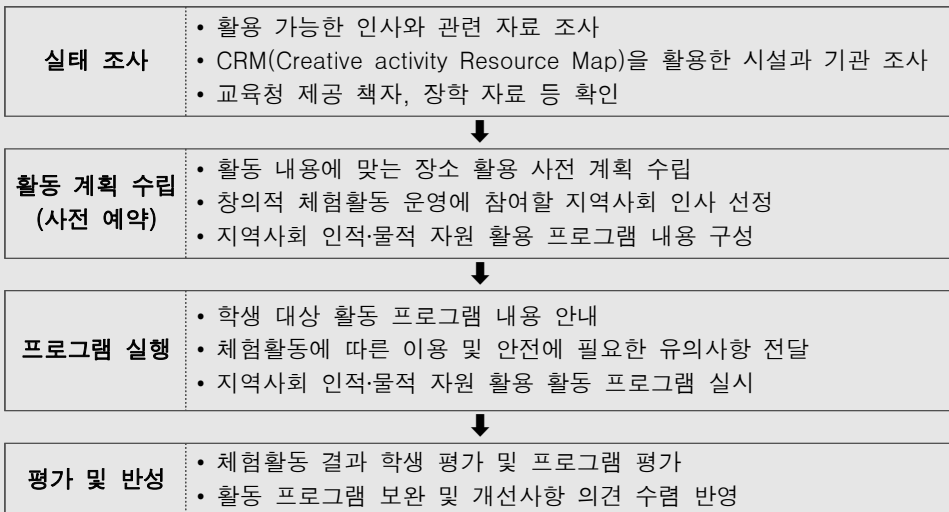 실태 조사
• 활용 가능한 인사와 관련 자료 조사
• CRM(Creative activity Resource Map)을 활용한 시설과 기관 조사
• 교육청 제공 책자, 장학 자료 등 확인
활동 계획 수립
(사전 예약)
• 활동 내용에 맞는 장소 활용 사전 계획 수립
• 창의적 체험활동 운영에 참여할 지역사회 인사 선정
• 지역사회 인적·물적 자원 활용 프로그램 내용 구성
프로그램 실행
• 학생 대상 활동 프로그램 내용 안내
• 체험활동에 따른 이용 및 안전에 필요한 유의사항 전달
• 지역사회 인적·물적 자원 활용 활동 프로그램 실시
평가 및 반성
• 체험활동 결과 학생 평가 및 프로그램 평가
• 활동 프로그램 보완 및 개선사항 의견 수렴 반영